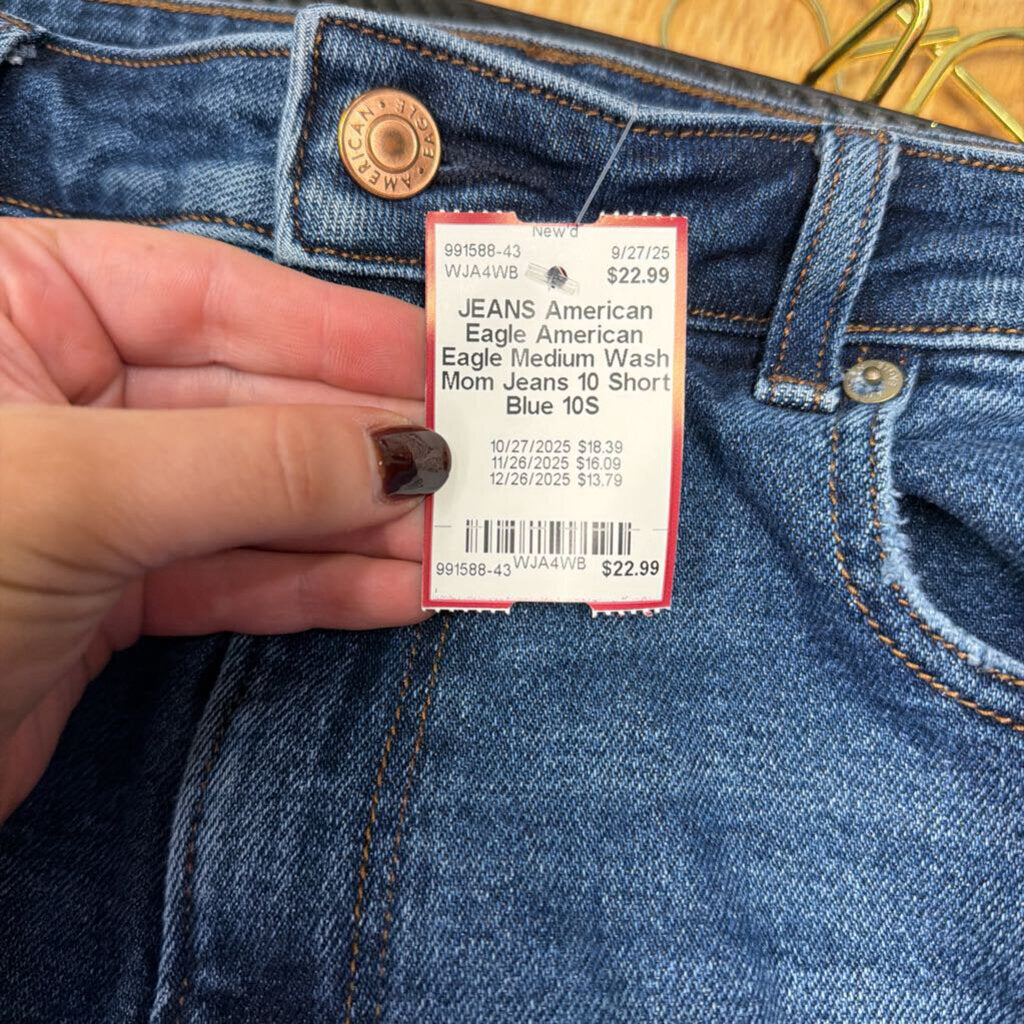 AMERICAN • EAGLE •
New'd
991588-43 9/27/25
WJA4WB $22.99
JEANS American
Eagle American
Eagle Medium Wash
Mom Jeans 10 Short
Blue 10S
10/27/2025 $18.39
11/26/2025 $16.09
12/26/2025 $13.79
991588-43 WJA4WB $22.99